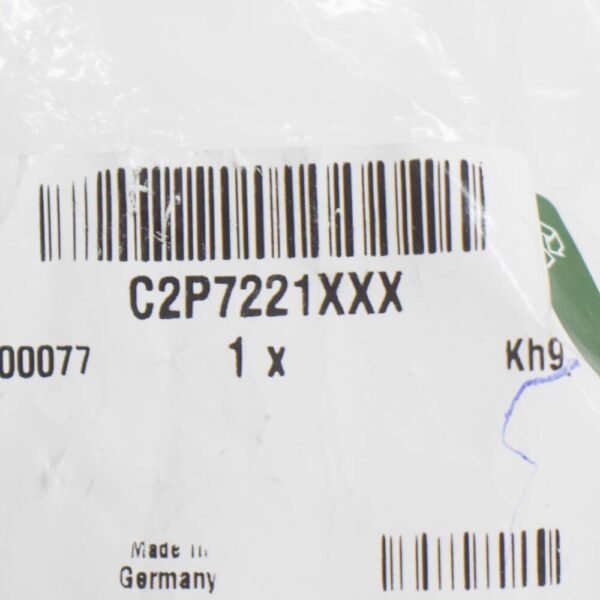 C2P7221XXX
00077 1 x Kh9
Made in
Germany